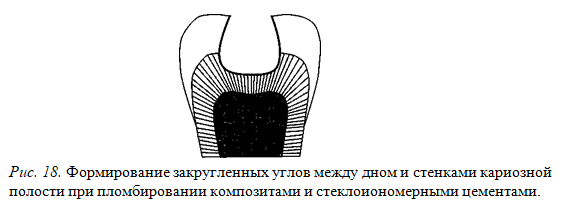 Рис. 18. Формирование закругленных углов между дном и стенками кариозной
полости при пломбировании композитами и стеклоиономерными цементами.